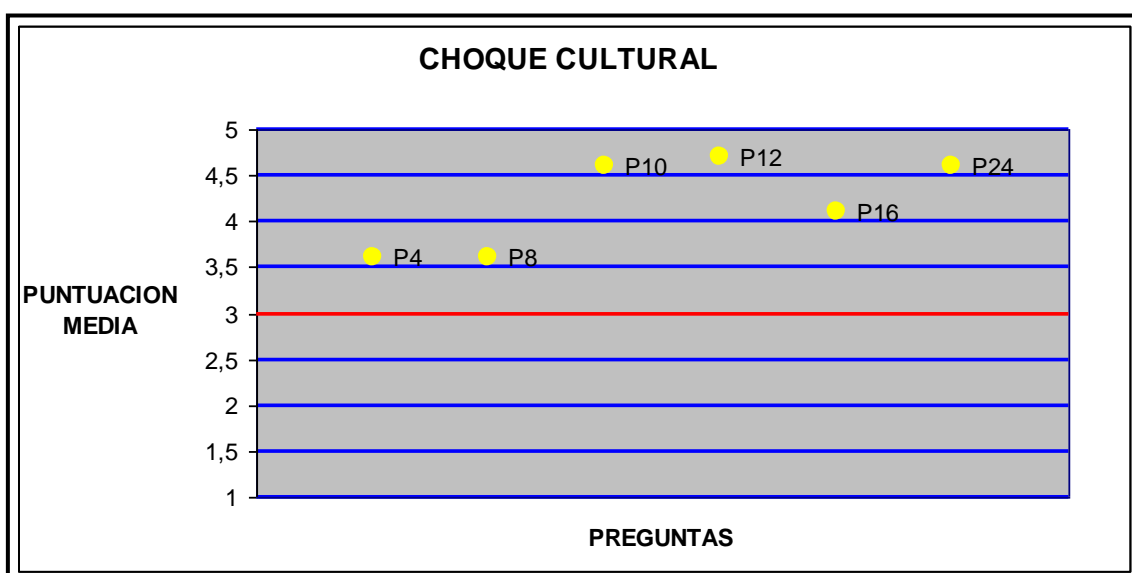 CHOQUE CULTURAL
5
4,5
4
3,5
3
2,5
2
1,5
1
PUNTUACION
MEDIA
P4
P8
P10
P12
P16
P24
PREGUNTAS